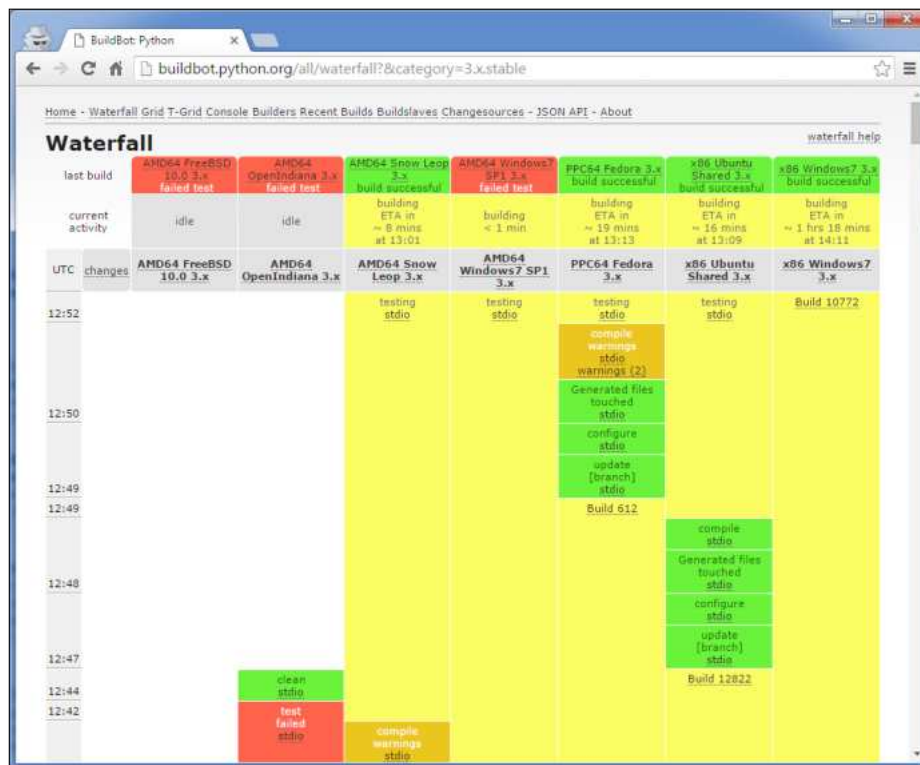 BuildBot: Python
buildbot.python.org/all/waterfall?&category=3.x.stable
Home - Waterfall Grid T-Grid Console Builders Recent Builds Buildslaves Changesources - JSON API - About
Waterfall
waterfall help
last build
AMD64 FreeBSD
10.0 3.x
failed test
AMD64
OpenIndiana 3.x
failed test
AMD64 Snow Leop
3.x
build successful
AMD64 Windows7
SP1 3.x
failed test
PPC64 Fedora 3.x
build successful
x86 Ubuntu
Shared 3.x
build successful
x86 Windows7 3.x
build successful
current
activity
idle
idle
building
ETA in
~ 8 mins
at 13:01
building
< 1 min
building
ETA in
~ 19 mins
at 13:13
building
ETA in
~ 16 mins
at 13:09
building
ETA in
~ 1 hrs 18 mins
at 14:11
UTC
changes
AMD64 FreeBSD
10.0 3.x
AMD64
OpenIndiana 3.x
AMD64 Snow
Leop 3.x
AMD64
Windows7 SP1
3.x
PPC64 Fedora
3.x
x86 Ubuntu
Shared 3.x
x86 Windows7
3.x
12:52
testing
stdio
testing
stdio
testing
stdio
testing
stdio
Build 10772
compile
warnings
stdio
warnings (2)
12:50
Generated files
touched
stdio
configure
stdio
12:49
update
[branch]
stdio
12:49
Build 612
compile
stdio
12:48
Generated files
touched
stdio
configure
stdio
12:47
update
[branch]
stdio
12:44
clean
stdio
Build 12822
12:42
test
failed
stdio
compile
warnings
stdio